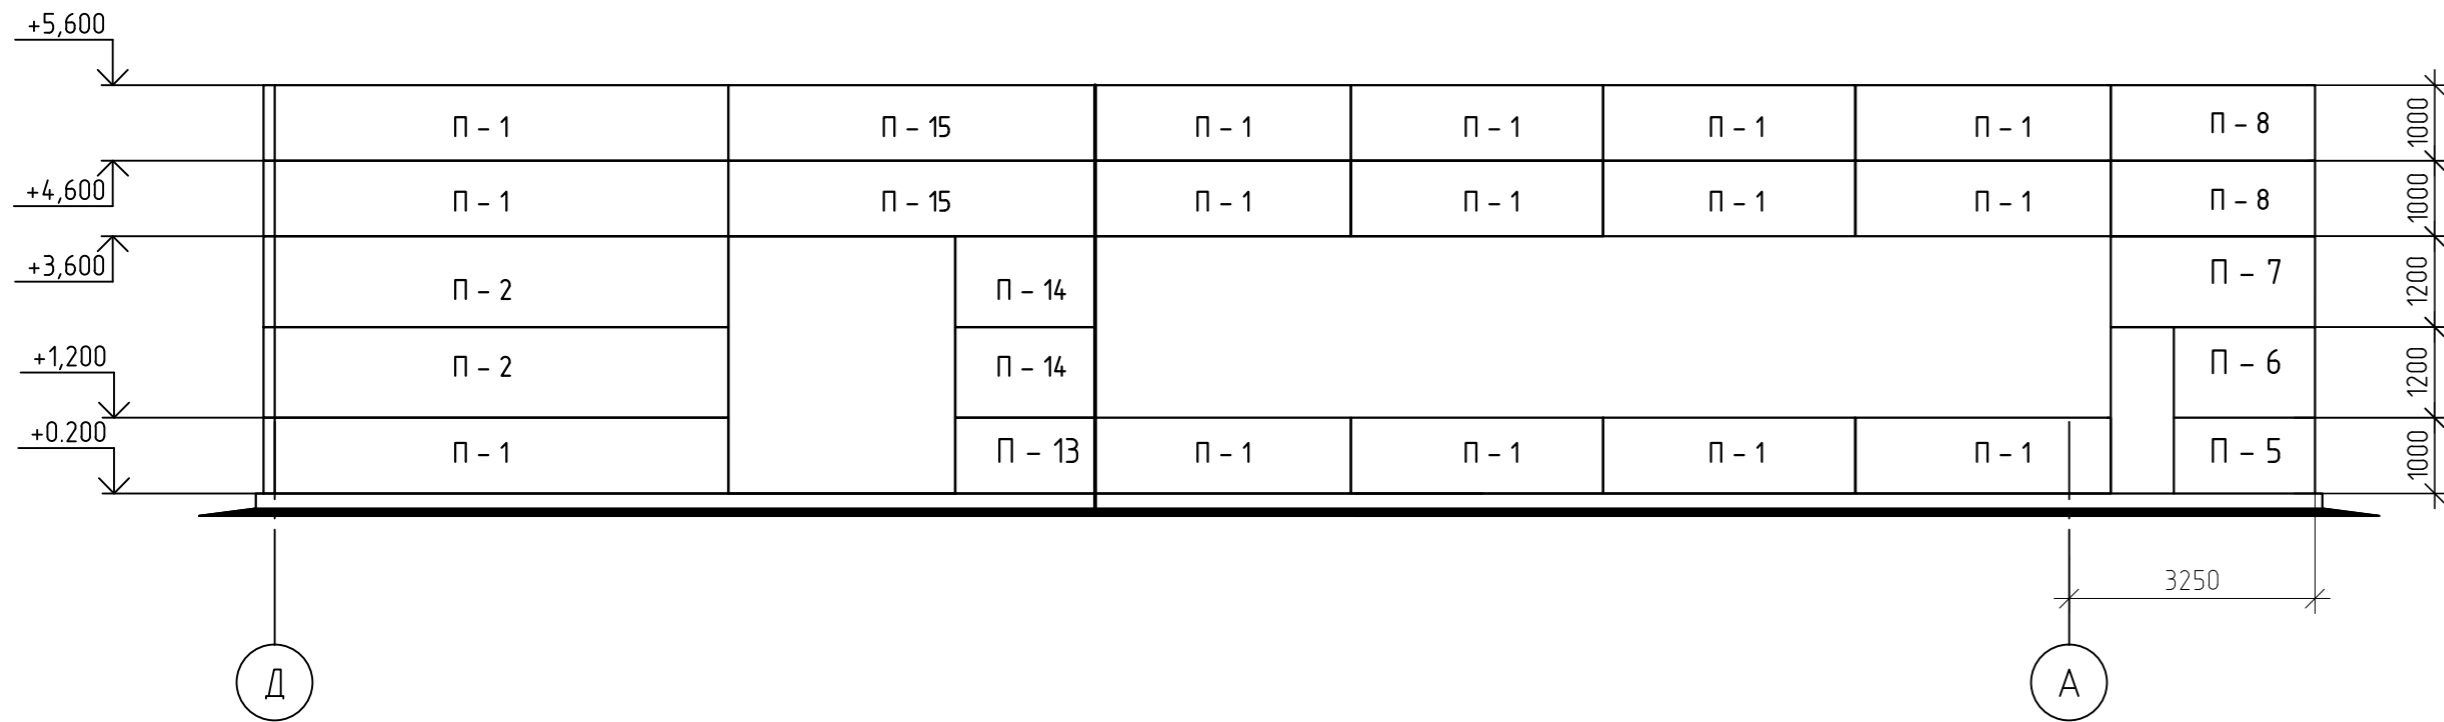 +5,600
П - 1 П - 15 П - 1 П - 1 П - 1 П - 1 П - 8 1000
+4,600 П - 1 П - 15 П - 1 П - 1 П - 1 П - 1 П - 8 1000
+3,600 П - 2 П - 14 П - 7 1200
+1,200 П - 2 П - 14 П - 6 1200
+0.200 П - 1 П - 13 П - 1 П - 1 П - 1 П - 1 П - 5 1000
3250
Д А